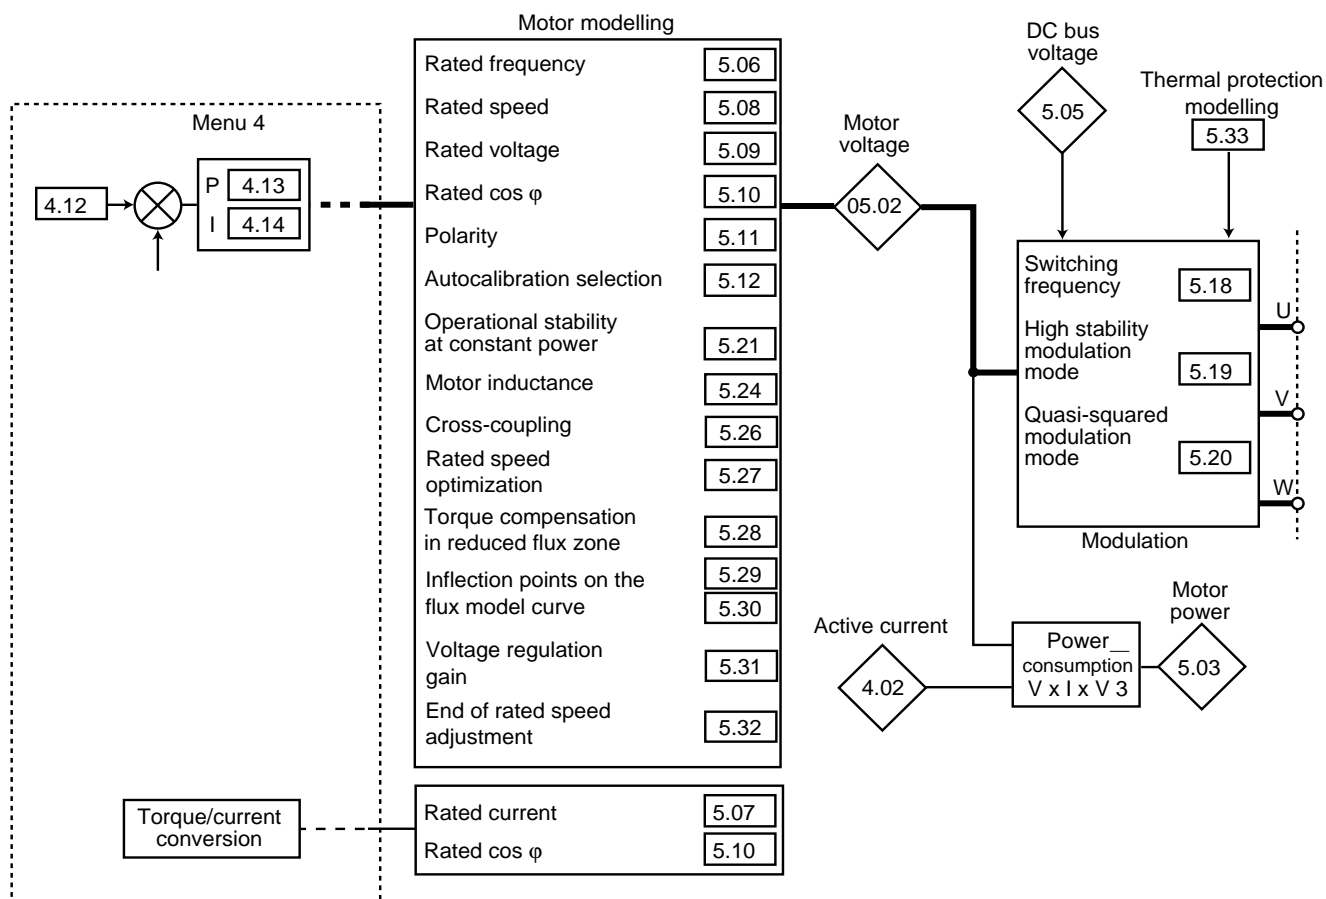 Motor modelling
Rated frequency 5.06
Rated speed 5.08
Rated voltage 5.09
Rated cos φ 5.10
Polarity 5.11
Autocalibration selection 5.12
Operational stability
at constant power 5.21
Motor inductance 5.24
Cross-coupling 5.26
Rated speed
optimization 5.27
Torque compensation
in reduced flux zone 5.28
Inflection points on the 5.29
flux model curve 5.30
Voltage regulation
gain 5.31
End of rated speed
adjustment 5.32
Menu 4
4.12
P 4.13
I 4.14
Torque/current
conversion
Rated current 5.07
Rated cos φ 5.10
Motor
voltage
05.02
DC bus
voltage
5.05
Thermal protection
modelling
5.33
Switching
frequency 5.18
High stability
modulation
mode 5.19
Quasi-squared
modulation
mode 5.20
U
V
W
Modulation
Active current
4.02
Power
consumption
V x I x V 3
Motor
power
5.03